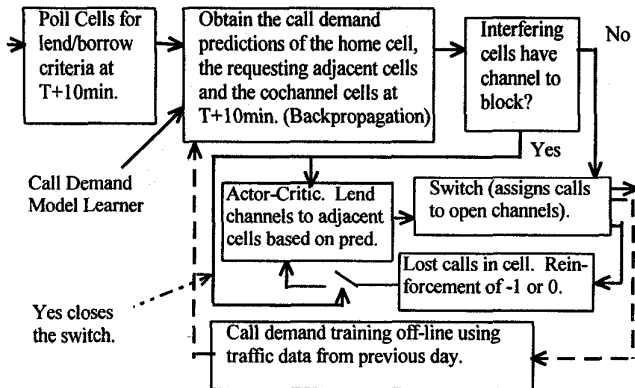 Poll Cells for
lend/borrow
criteria at
T+10min.
Obtain the call demand
predictions of the home cell,
the requesting adjacent cells
and the cochannel cells at
T+10min. (Backpropagation)
Interfering
cells have
channel to
block?
No
Yes
Call Demand
Model Learner
Actor-Critic. Lend
channels to adjacent
cells based on pred.
Switch (assigns calls
to open channels).
Lost calls in cell. Rein-
forcement of -1 or 0.
Yes closes
the switch.
Call demand training off-line using
traffic data from previous day.